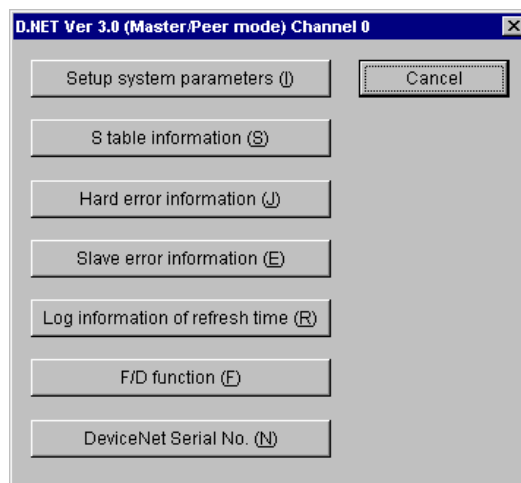 D.NET Ver 3.0 (Master/Peer mode) Channel 0
Setup system parameters (I)
Cancel
S table information (S)
Hard error information (J)
Slave error information (E)
Log information of refresh time (R)
F/D function (F)
DeviceNet Serial No. (N)